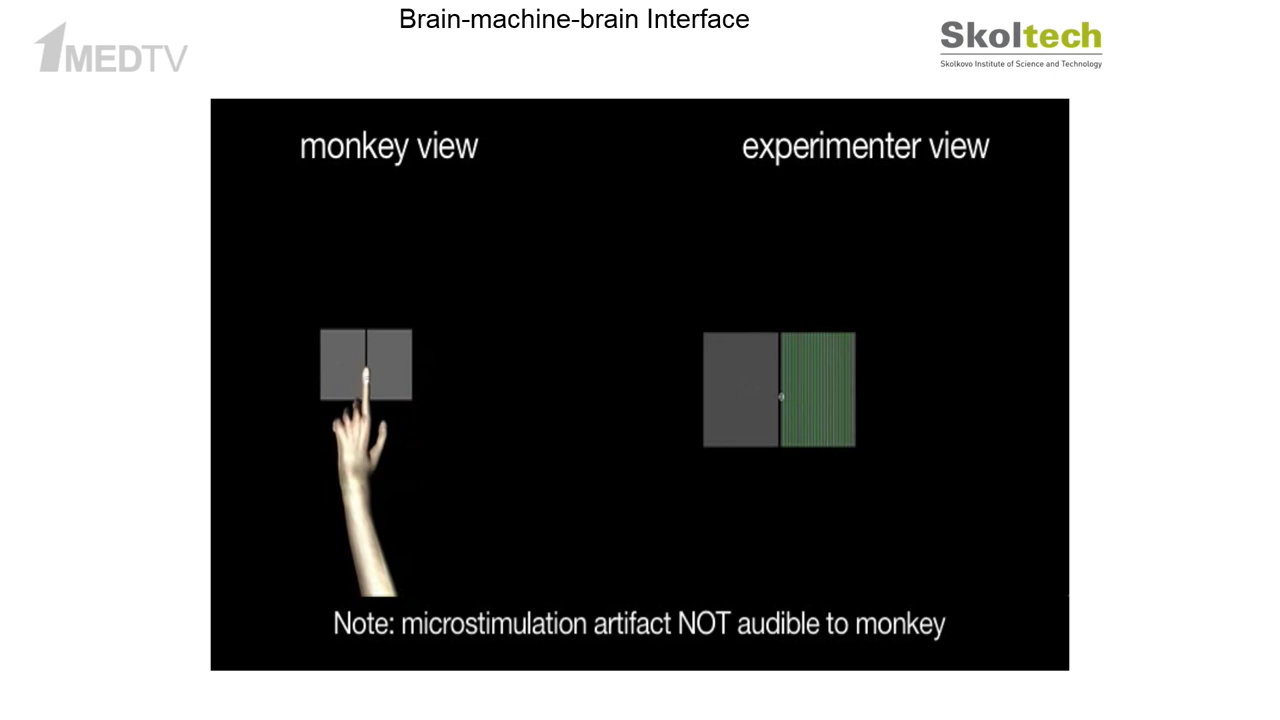 Brain-machine-brain Interface
1MEDTV
Skoltech
Skolkovo Institute of Science and Technology
monkey view
experimenter view
Note: microstimulation artifact NOT audible to monkey